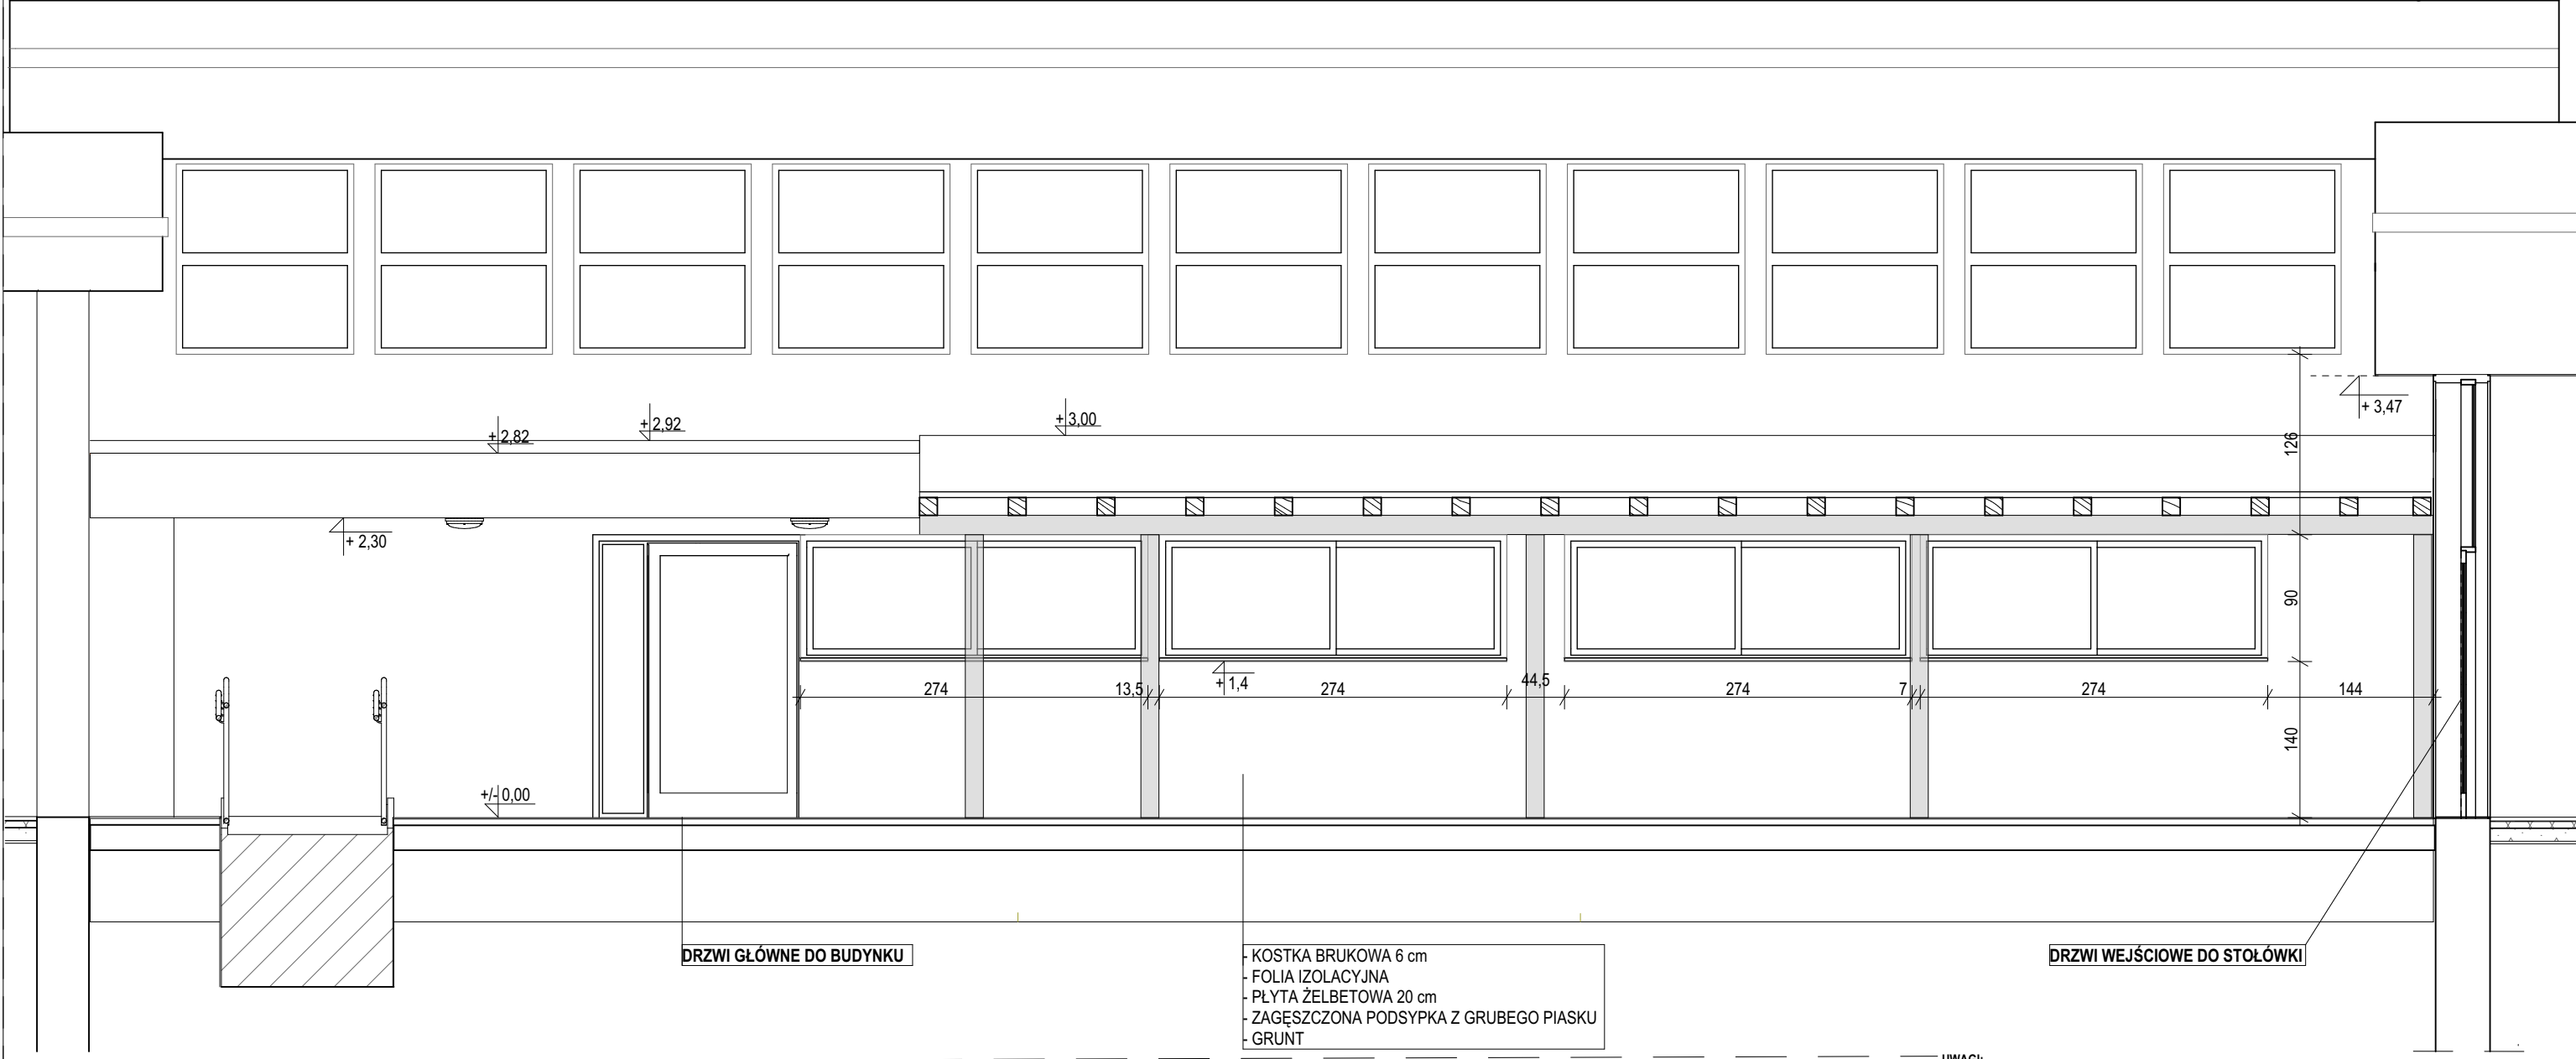 + 2,82
+ 2,92
+ 3,00
+ 3,47
126
+ 2,30
90
274
13,5
+ 1,4
274
44,5
274
7
274
144
140
+/- 0,00
DRZWI GŁÓWNE DO BUDYNKU
- KOSTKA BRUKOWA 6 cm
- FOLIA IZOLACYJNA
- PŁYTA ŻELBETOWA 20 cm
- ZAGĘSZCZONA PODSYPKA Z GRUBEGO PIASKU
- GRUNT
DRZWI WEJŚCIOWE DO STOŁÓWKI
UWAGI: